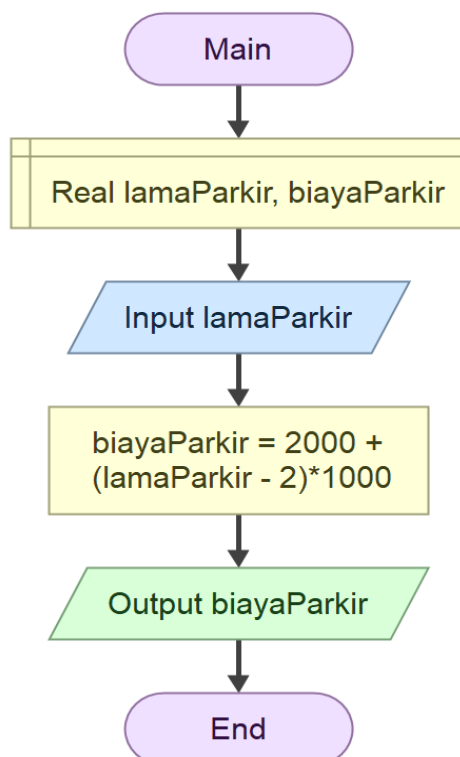 Main
Real lamaParkir, biayaParkir
Input lamaParkir
biayaParkir = 2000 +
(lamaParkir - 2)*1000
Output biayaParkir
End